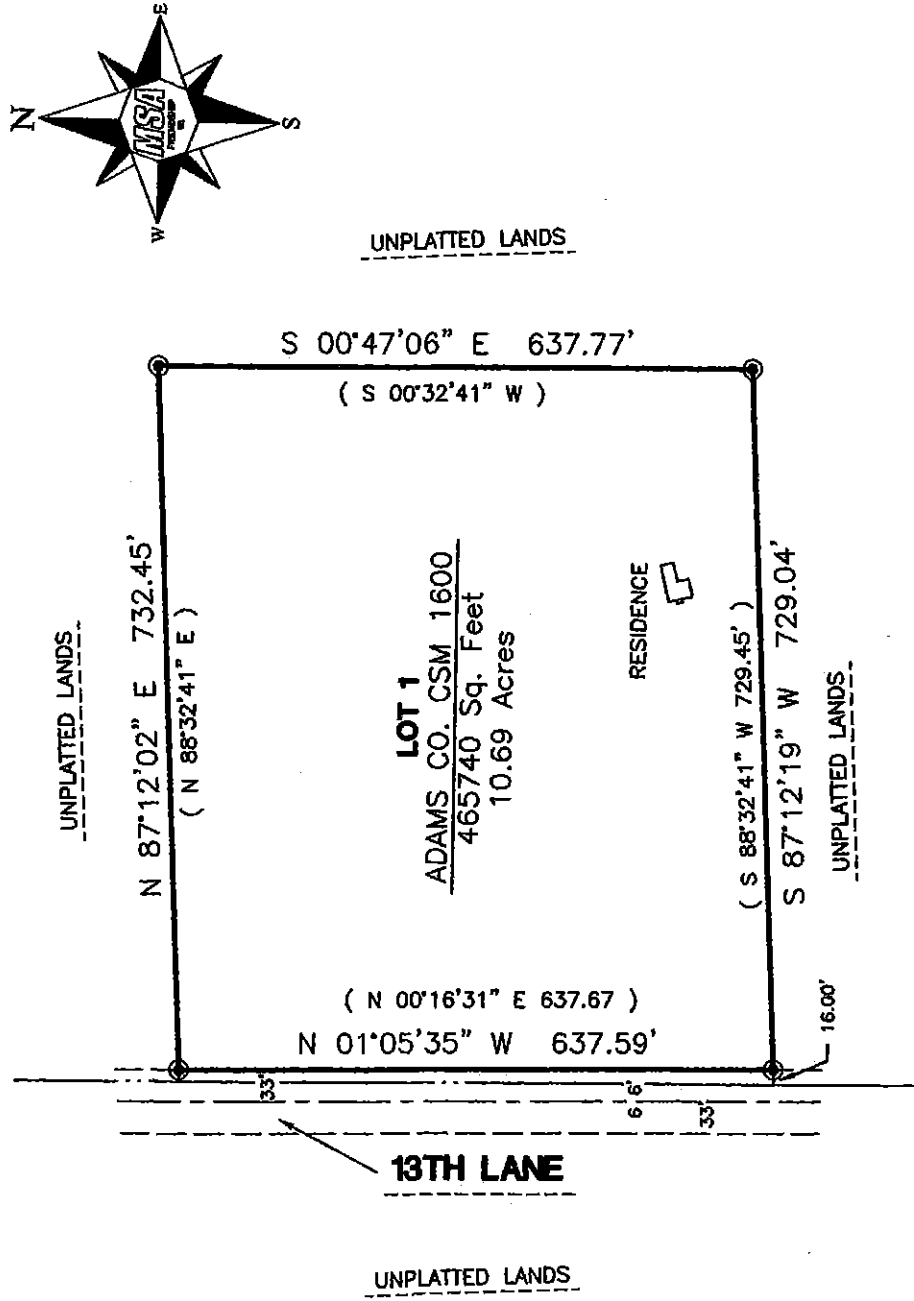 N
E
W
S
MSA
UNPLATTED LANDS
UNPLATTED LANDS
N 87°12'02" E 732.45'
( N 88°32'41" E )
S 00°47'06" E 637.77'
( S 00°32'41" W )
LOT 1
ADAMS CO. CSM 1600
465740 Sq. Feet
10.69 Acres
RESIDENCE
( N 00°16'31" E 637.67 )
N 01°05'35" W 637.59'
( S 88°32'41" W 729.45' )
S 87°12'19" W 729.04'
UNPLATTED LANDS
16.00'
33'
6'
6'
33'
13TH LANE
UNPLATTED LANDS